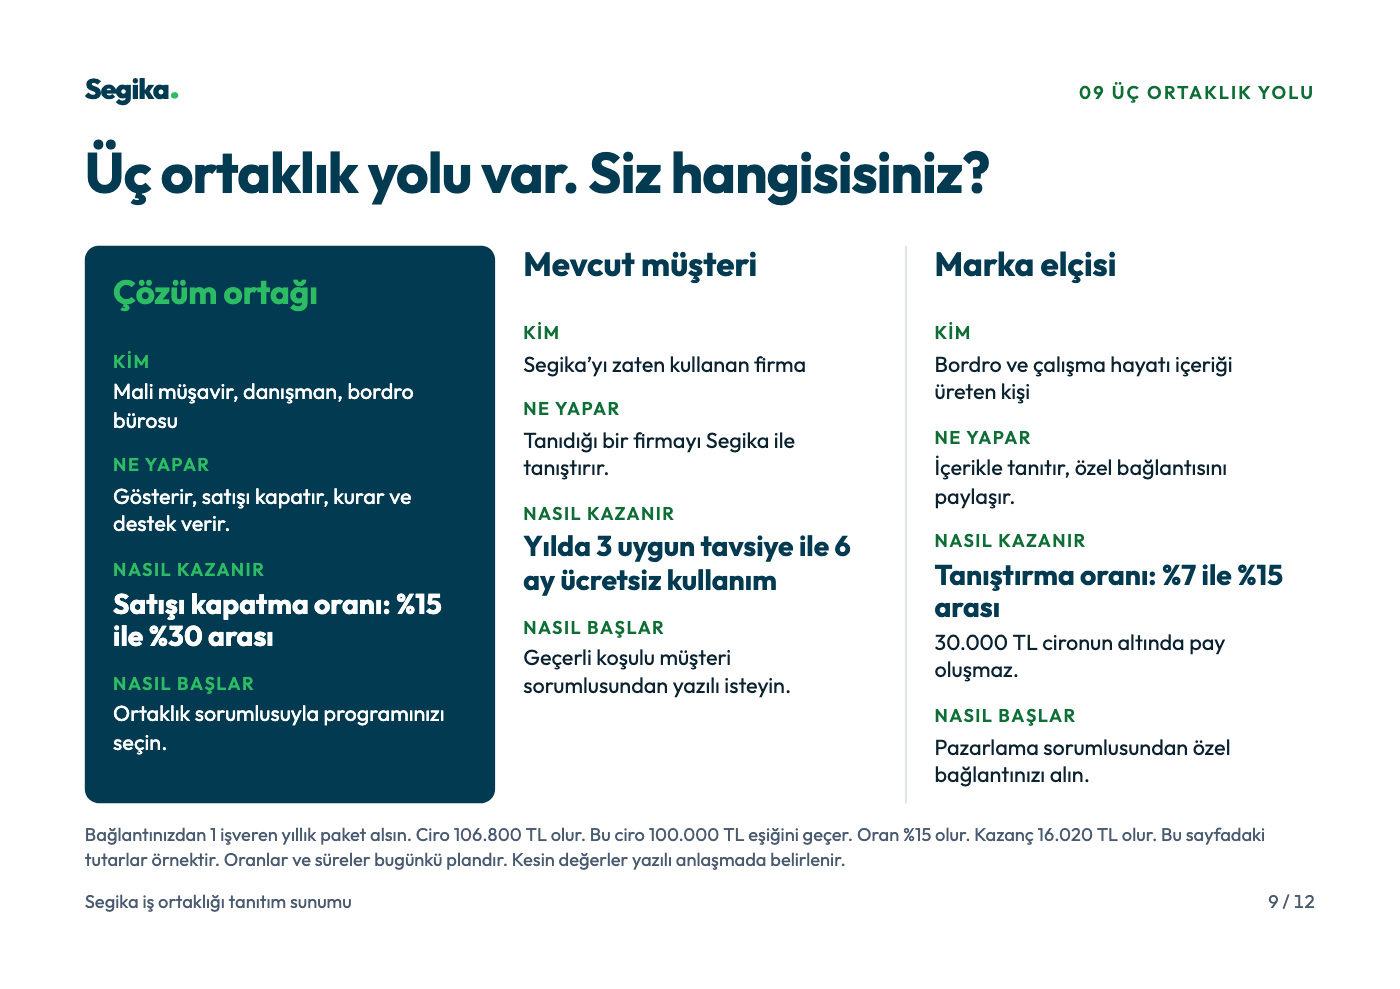 Segika.
09 ÜÇ ORTAKLIK YOLU
Üç ortaklık yolu var. Siz hangisisiniz?
Çözüm ortağı
KİM
Mali müşavir, danışman, bordro
bürosu
NE YAPAR
Gösterir, satışı kapatır, kurar ve
destek verir.
NASIL KAZANIR
Satışı kapatma oranı: %15
ile %30 arası
NASIL BAŞLAR
Ortaklık sorumlusuyla programınızı
seçin.
Mevcut müşteri
KİM
Segika’yı zaten kullanan firma
NE YAPAR
Tanıdığı bir firmayı Segika ile
tanıştırır.
NASIL KAZANIR
Yılda 3 uygun tavsiye ile 6
ay ücretsiz kullanım
NASIL BAŞLAR
Geçerli koşulu müşteri
sorumlusundan yazılı isteyin.
Marka elçisi
KİM
Bordro ve çalışma hayatı içeriği
üreten kişi
NE YAPAR
İçerikle tanıtır, özel bağlantısını
paylaşır.
NASIL KAZANIR
Tanıştırma oranı: %7 ile %15
arası
30.000 TL cironun altında pay
oluşmaz.
NASIL BAŞLAR
Pazarlama sorumlusundan özel
bağlantınızı alın.
Bağlantınızdan 1 işveren yıllık paket alsın. Ciro 106.800 TL olur. Bu ciro 100.000 TL eşiğini geçer. Oran %15 olur. Kazanç 16.020 TL olur. Bu sayfadaki
tutarlar örnektir. Oranlar ve süreler bugünkü plandır. Kesin değerler yazılı anlaşmada belirlenir.
Segika iş ortaklığı tanıtım sunumu
9 / 12